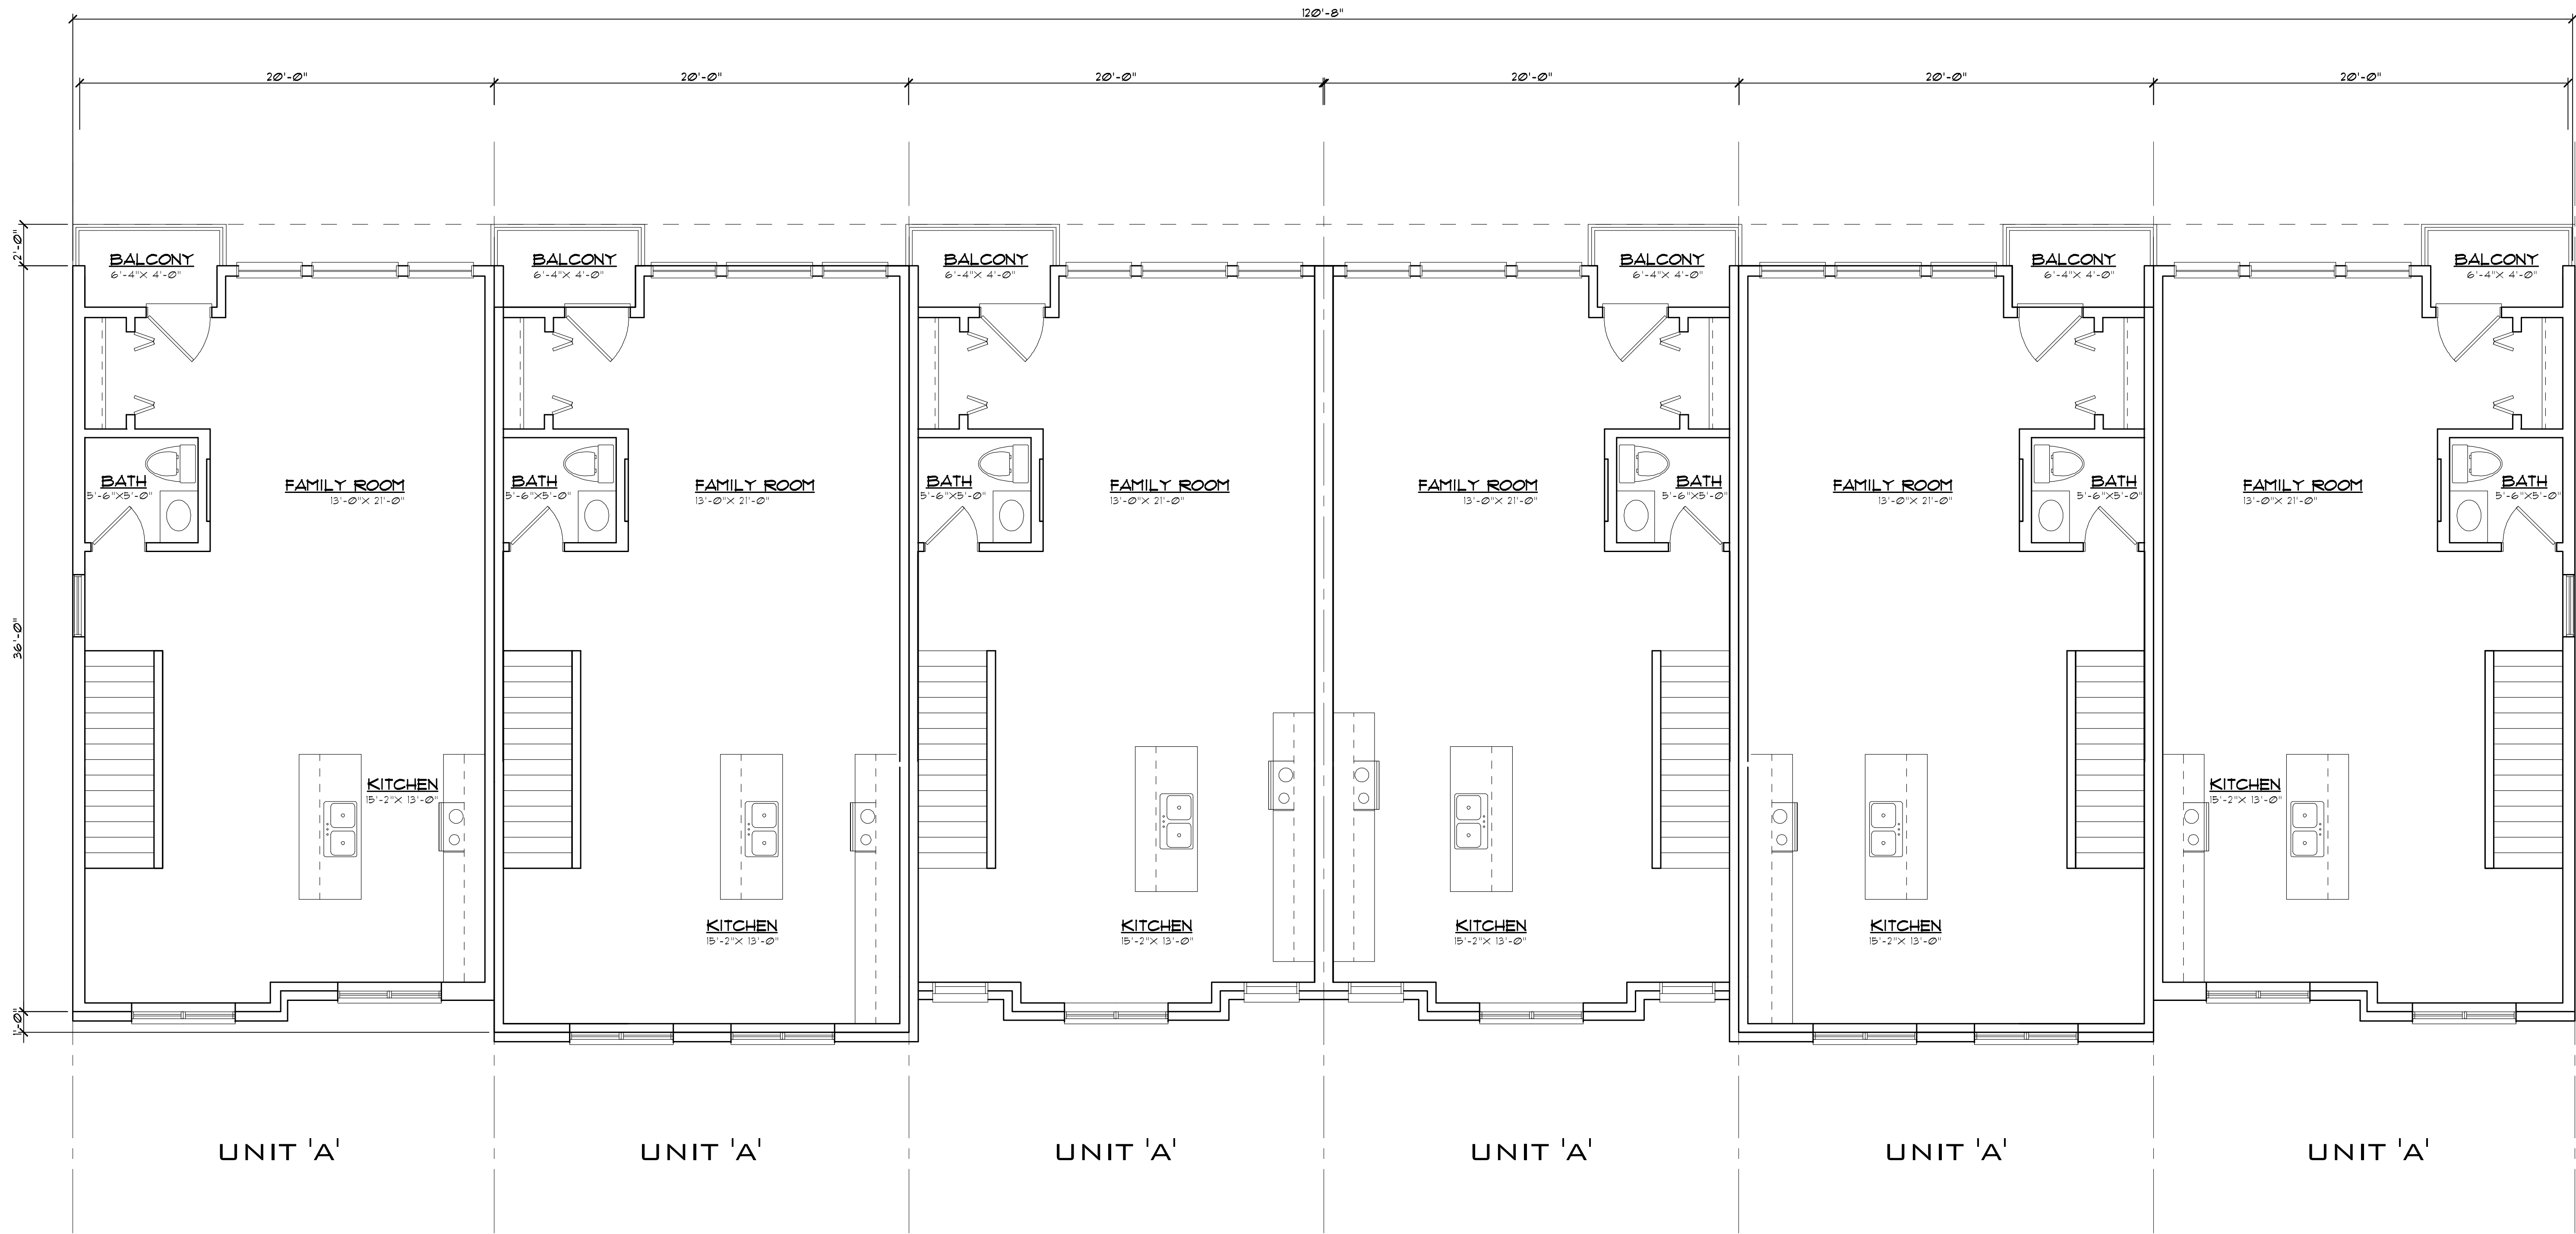 120'-8"
20'-0"
20'-0"
20'-0"
20'-0"
20'-0"
20'-0"
2'-0"
BALCONY
6'-4"X 4'-0"
BALCONY
6'-4"X 4'-0"
BALCONY
6'-4"X 4'-0"
BALCONY
6'-4"X 4'-0"
BALCONY
6'-4"X 4'-0"
BALCONY
6'-4"X 4'-0"
BATH
5'-6"X5'-0"
FAMILY ROOM
13'-0"X 21'-0"
BATH
5'-6"X5'-0"
FAMILY ROOM
13'-0"X 21'-0"
BATH
5'-6"X5'-0"
FAMILY ROOM
13'-0"X 21'-0"
FAMILY ROOM
13'-0"X 21'-0"
BATH
5'-6"X5'-0"
FAMILY ROOM
13'-0"X 21'-0"
BATH
5'-6"X5'-0"
FAMILY ROOM
13'-0"X 21'-0"
BATH
5'-6"X5'-0"
36'-0"
KITCHEN
15'-2"X 13'-0"
KITCHEN
15'-2"X 13'-0"
KITCHEN
15'-2"X 13'-0"
KITCHEN
15'-2"X 13'-0"
KITCHEN
15'-2"X 13'-0"
KITCHEN
15'-2"X 13'-0"
1'-0"
UNIT 'A'
UNIT 'A'
UNIT 'A'
UNIT 'A'
UNIT 'A'
UNIT 'A'